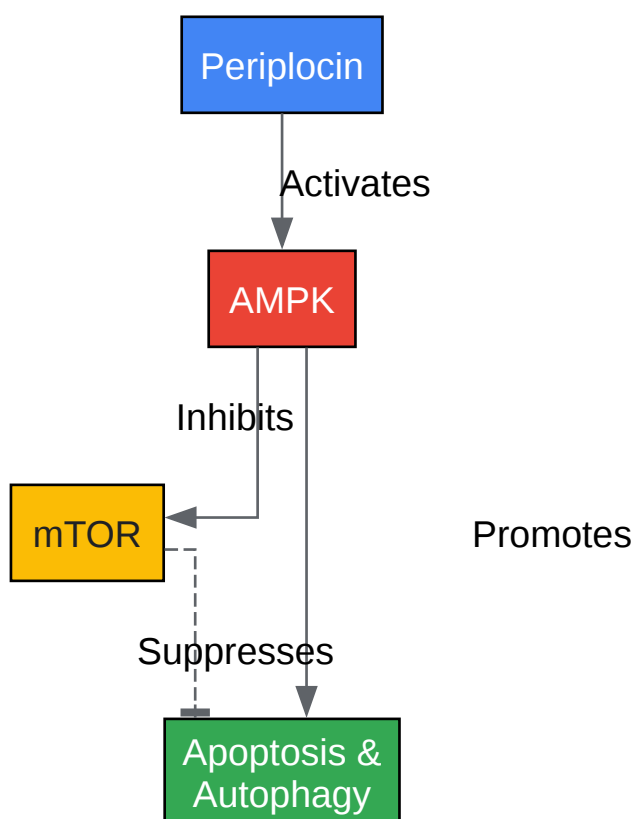 Periplocin
Activates
AMPK
Inhibits
mTOR
Promotes
Suppresses
Apoptosis &
Autophagy